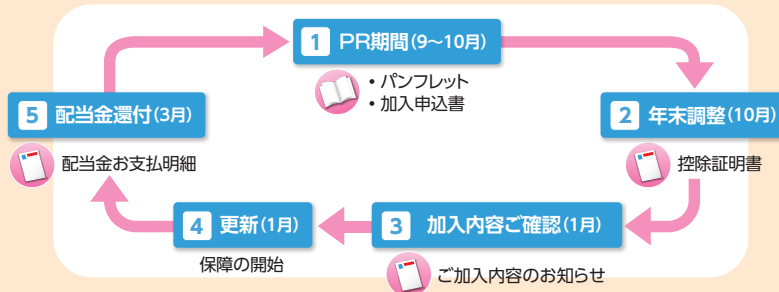 1 PR期間(9～10月)
・パンフレット
・加入申込書
2 年末調整(10月)
控除証明書
3 加入内容ご確認(1月)
ご加入内容のお知らせ
4 更新(1月)
保障の開始
5 配当金還付(3月)
配当金お支払明細